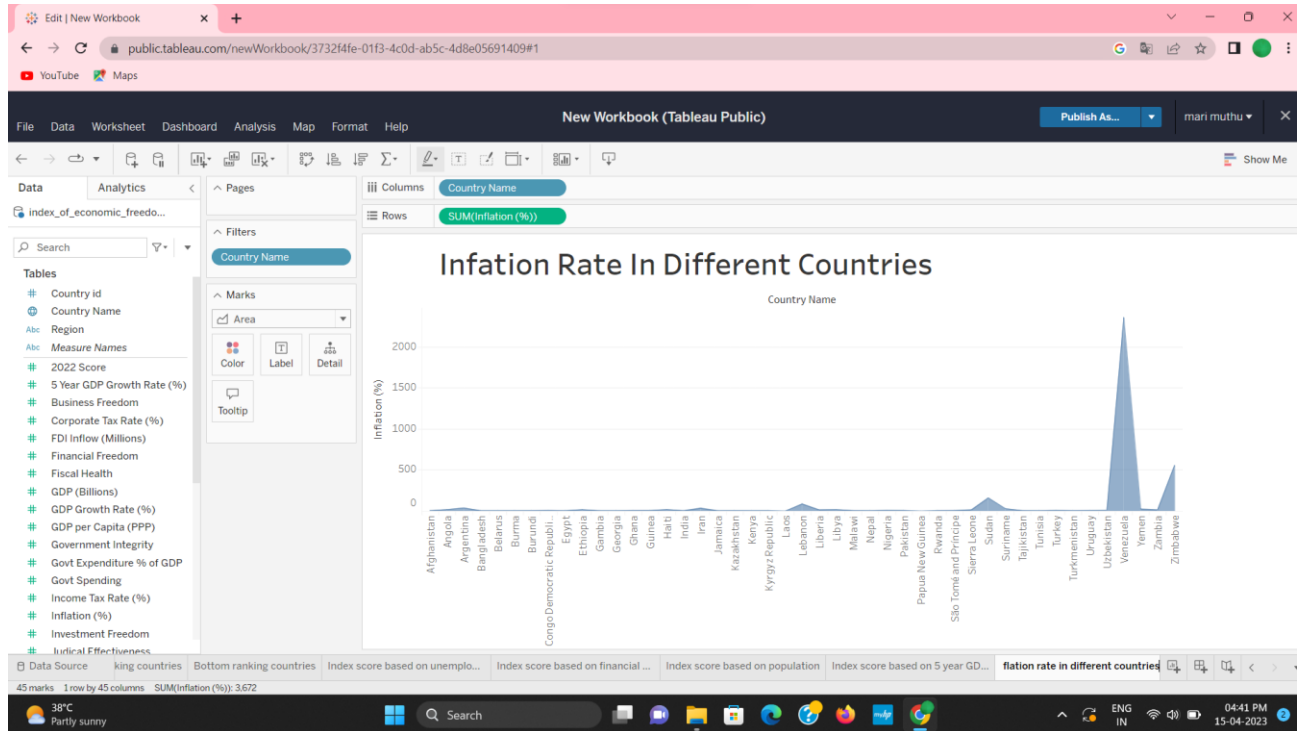 Edit | New Workbook
public.tableau.com/newWorkbook/3732f4fe-01f3-4c0d-ab5c-4d8e05691409#1
YouTube Maps
New Workbook (Tableau Public)
Publish As...
mari muthu
File Data Worksheet Dashboard Analysis Map Format Help
Show Me
Data Analytics
Pages
Columns
Country Name
index_of_economic_freedo...
Rows
SUM(Inflation (%))
Search
Filters
Country Name
Tables
Country id
Country Name
Abc Region
Abc Measure Names
2022 Score
5 Year GDP Growth Rate (%)
Business Freedom
Corporate Tax Rate (%)
FDI Inflow (Millions)
Financial Freedom
Fiscal Health
GDP (Billions)
GDP Growth Rate (%)
GDP per Capita (PPP)
Government Integrity
Govt Expenditure % of GDP
Govt Spending
Income Tax Rate (%)
Inflation (%)
Investment Freedom
Judical Effectiveness
Marks
Area
Color
Label
Detail
Tooltip
Infation Rate In Different Countries
Country Name
Inflation (%)
2000
1500
1000
500
0
Afghanistan
Angola
Argentina
Bangladesh
Belarus
Burma
Burundi
Congo Democratic Republi..
Egypt
Ethiopia
Gambia
Georgia
Ghana
Guinea
Haiti
India
Iran
Jamaica
Kazakhstan
Kenya
Kyrgyz Republic
Laos
Lebanon
Liberia
Libya
Malawi
Nepal
Nigeria
Pakistan
Papua New Guinea
Rwanda
São Tomé and Príncipe
Sierra Leone
Sudan
Suriname
Tajikistan
Tunisia
Turkey
Turkmenistan
Uruguay
Uzbekistan
Venezuela
Yemen
Zambia
Zimbabwe
Data Source
king countries
Bottom ranking countries
Index score based on unemplo...
Index score based on financial ...
Index score based on population
Index score based on 5 year GD...
flation rate in different countries
45 marks 1 row by 45 columns SUM(Inflation (%)): 3,672
38°C
Partly sunny
Search
ENG
IN
04:41 PM
15-04-2023
2